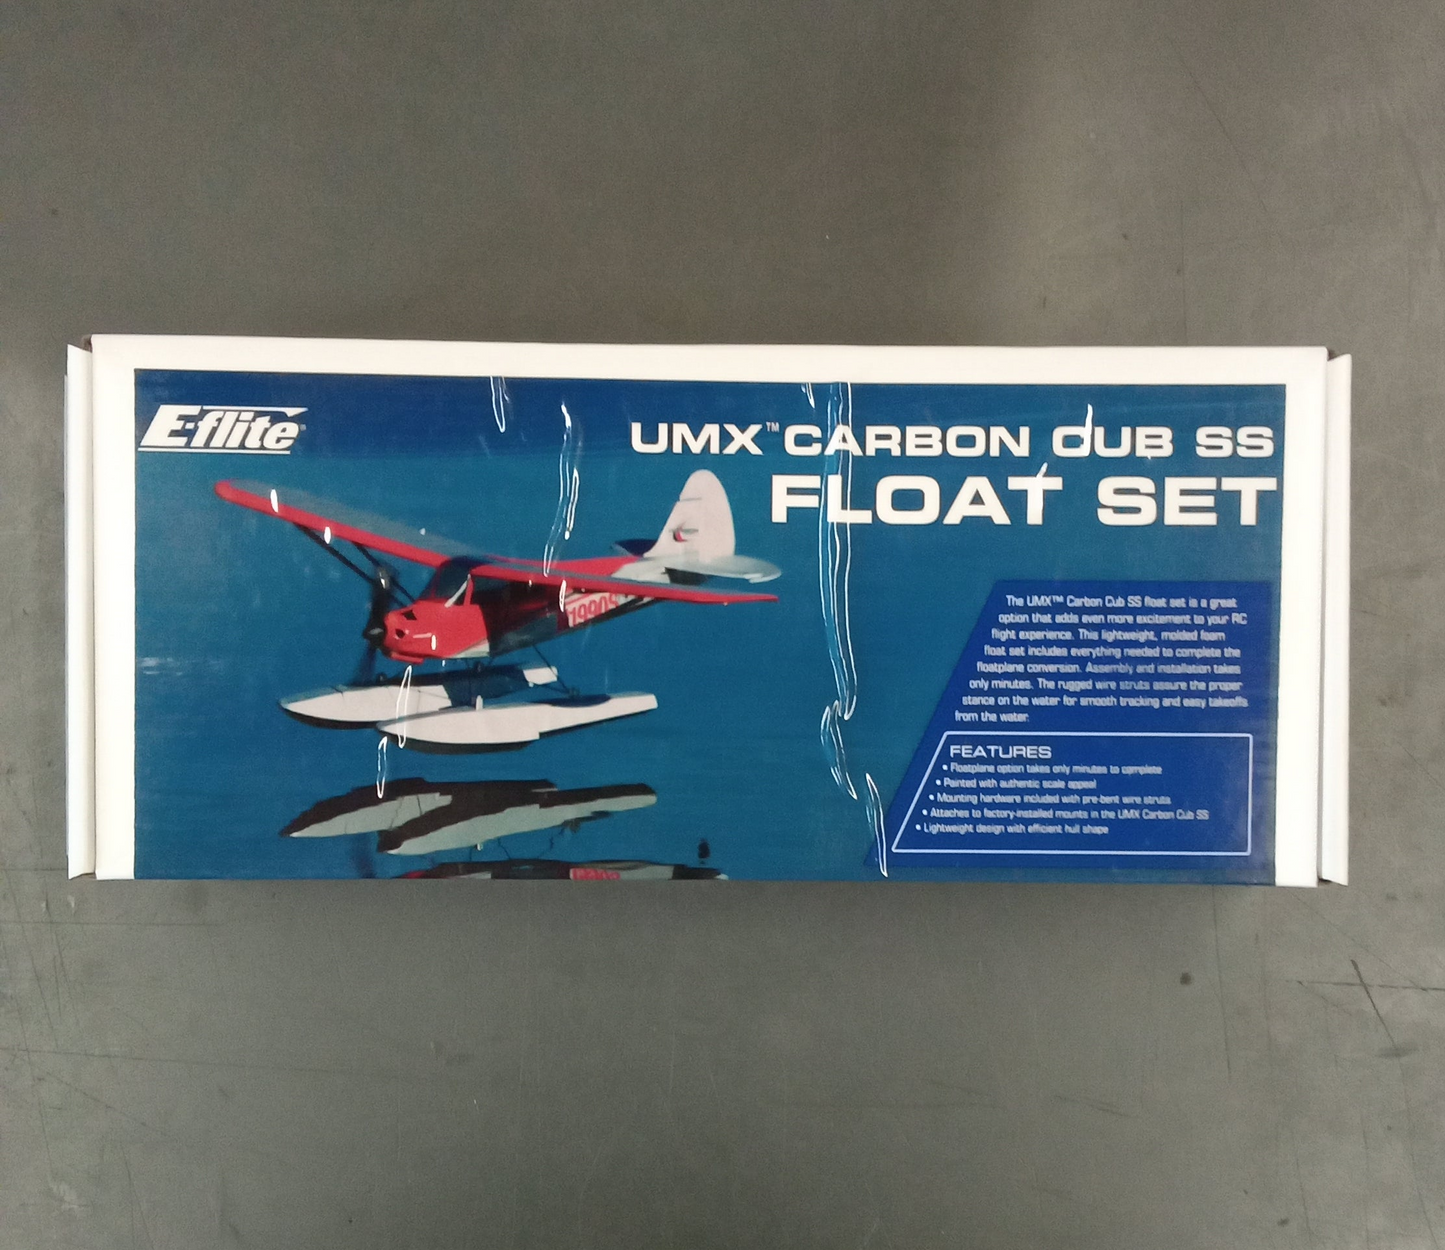 E-flite
UMX™ CARBON CUB SS
FLOAT SET
19909
The UMX™ Carbon Cub SS float set is a great
option that adds even more excitement to your RC
flight experience. This lightweight, molded foam
float set includes everything needed to complete the
floatplane conversion. Assembly and installation takes
only minutes. The rugged wire struts assure the proper
stance on the water for smooth tracking and easy takeoffs
from the water.
FEATURES
• Floatplane option takes only minutes to complete
• Painted with authentic scale appeal
• Mounting hardware included with pre-bent wire struts
• Attaches to factory-installed mounts in the UMX Carbon Cub SS
• Lightweight design with efficient hull shape